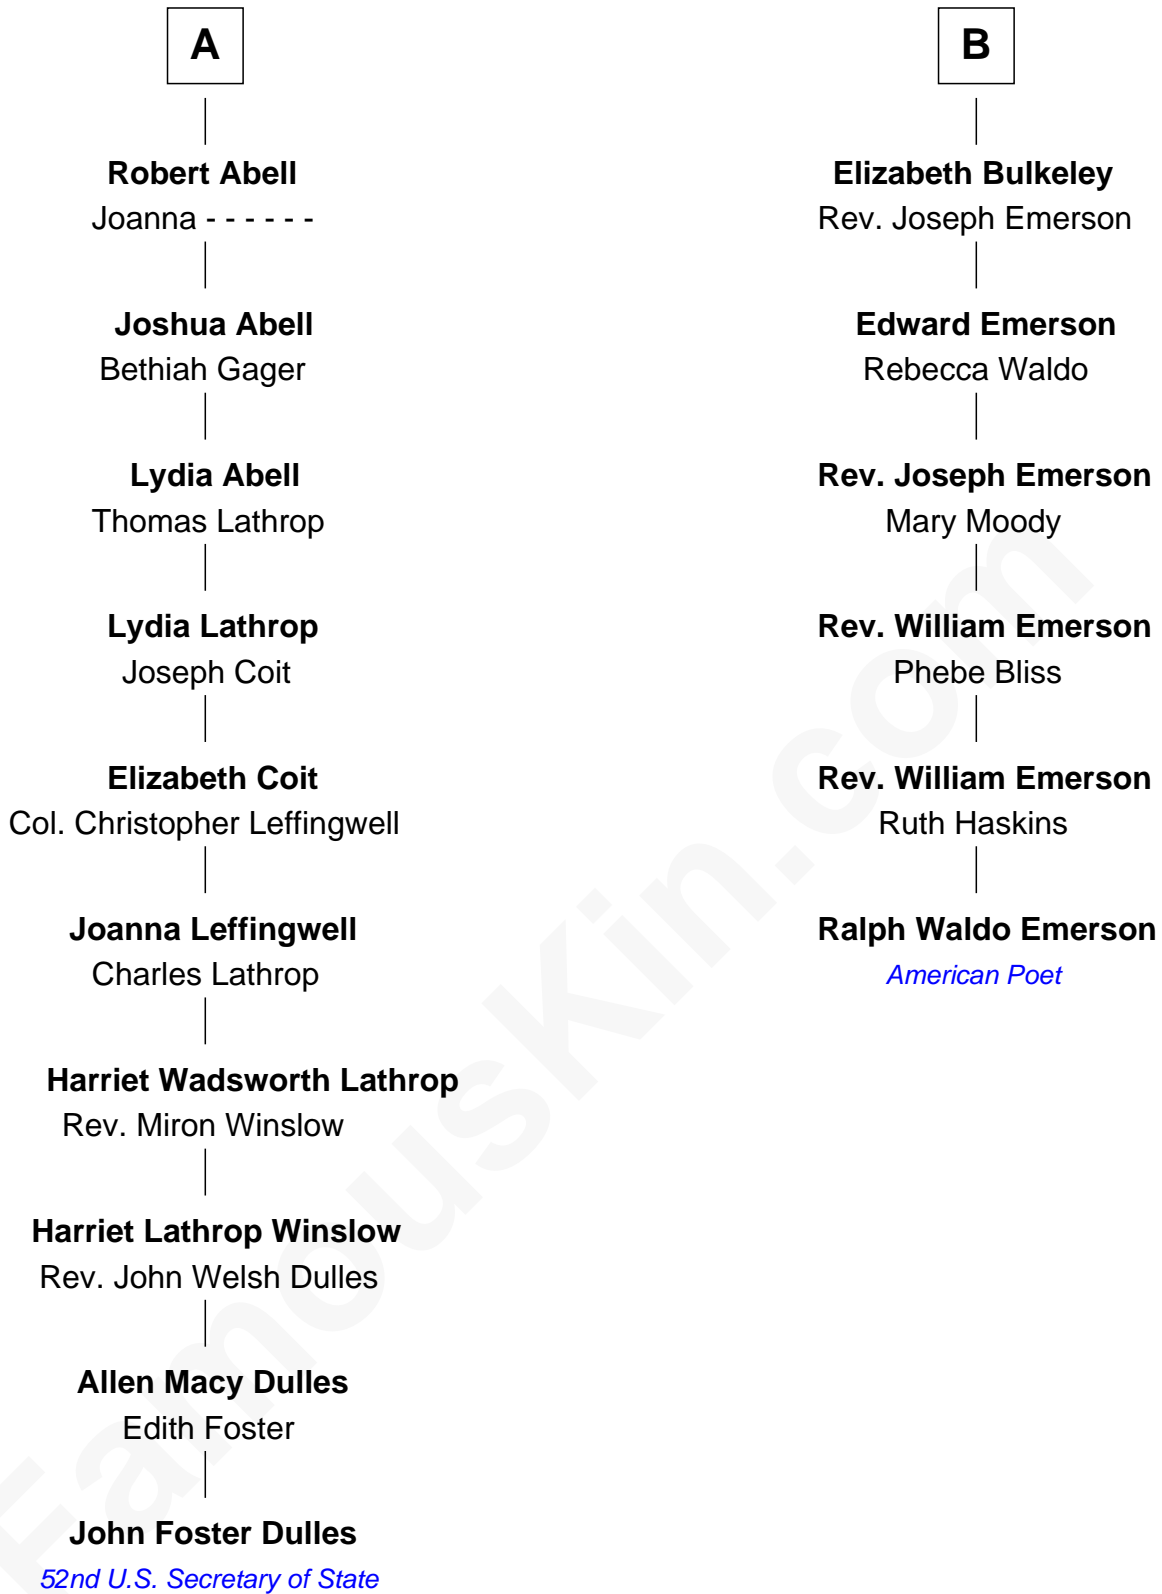 A
Robert Abell
Joanna - - - - - -
Joshua Abell
Bethiah Gager
Lydia Abell
Thomas Lathrop
Lydia Lathrop
Joseph Coit
Elizabeth Coit
Col. Christopher Leffingwell
Joanna Leffingwell
Charles Lathrop
Harriet Wadsworth Lathrop
Rev. Miron Winslow
Harriet Lathrop Winslow
Rev. John Welsh Dulles
Allen Macy Dulles
Edith Foster
John Foster Dulles
52nd U.S. Secretary of State
B
Elizabeth Bulkeley
Rev. Joseph Emerson
Edward Emerson
Rebecca Waldo
Rev. Joseph Emerson
Mary Moody
Rev. William Emerson
Phebe Bliss
Rev. William Emerson
Ruth Haskins
Ralph Waldo Emerson
American Poet
FamousKin.com